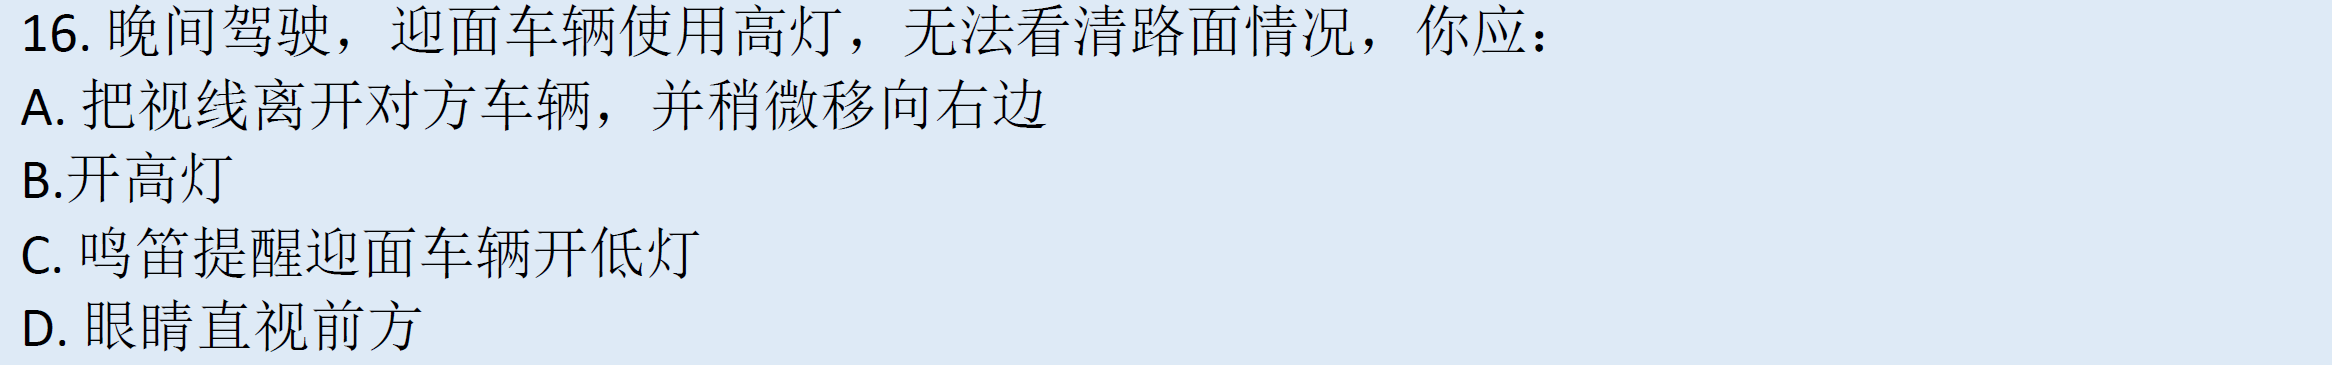 16. 晚间驾驶，迎面车辆使用高灯，无法看清路面情况，你应：
A. 把视线离开对方车辆，并稍微移向右边
B.开高灯
C. 鸣笛提醒迎面车辆开低灯
D. 眼睛直视前方